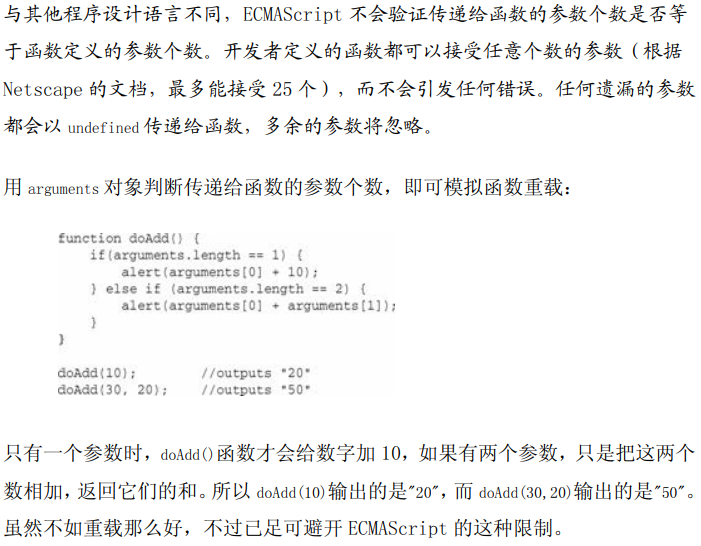 与其他程序设计语言不同，ECMAScript 不会验证传递给函数的参数个数是否等
于函数定义的参数个数。开发者定义的函数都可以接受任意个数的参数（根据
Netscape 的文档，最多能接受 25 个），而不会引发任何错误。任何遗漏的参数
都会以 undefined 传递给函数，多余的参数将忽略。
用 arguments 对象判断传递给函数的参数个数，即可模拟函数重载：
function doAdd() {
    if(arguments.length == 1) {
        alert(arguments[0] + 10);
    } else if (arguments.length == 2) {
        alert(arguments[0] + arguments[1]);
    }
}
doAdd(10);        //outputs "20"
doAdd(30, 20);    //outputs "50"
只有一个参数时，doAdd()函数才会给数字加 10，如果有两个参数，只是把这两个
数相加，返回它们的和。所以 doAdd(10)输出的是"20"，而 doAdd(30,20)输出的是"50"。
虽然不如重载那么好，不过已足可避开 ECMAScript 的这种限制。